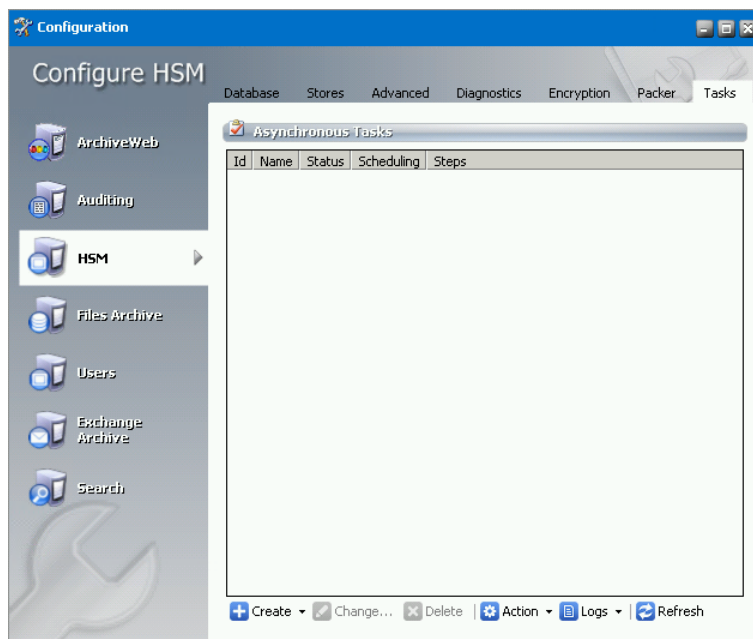 Configuration
Configure HSM
Database Stores Advanced Diagnostics Encryption Packer Tasks
ArchiveWeb
Auditing
HSM
Files Archive
Users
Exchange
Archive
Search
Asynchronous Tasks
Id Name Status Scheduling Steps
Create Change... Delete Action Logs Refresh